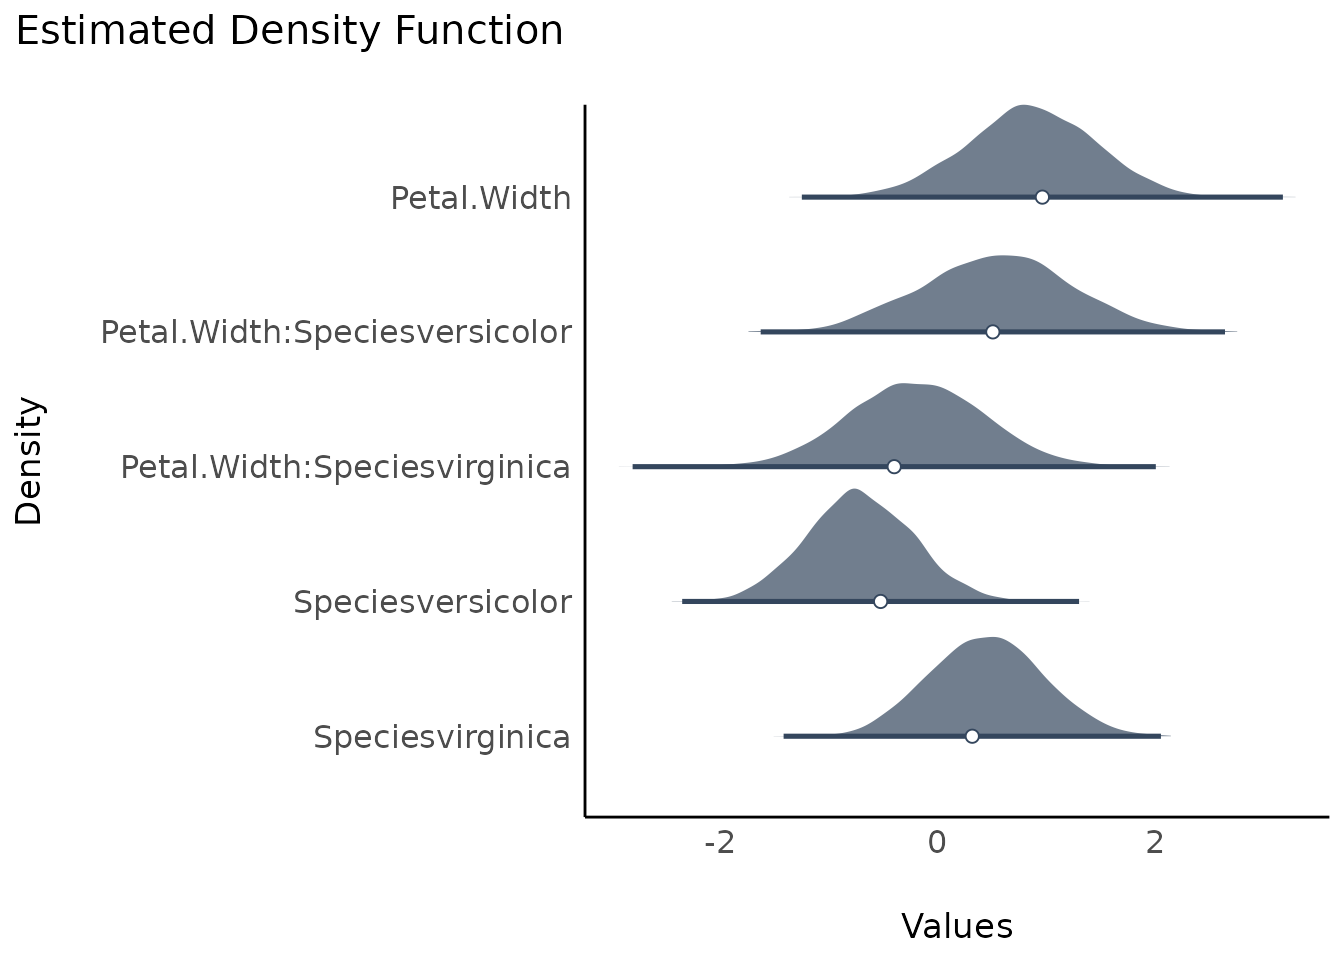 Estimated Density Function
Density
Petal.Width
Petal.Width:Speciesversicolor
Petal.Width:Speciesvirginica
Speciesversicolor
Speciesvirginica
-2 0 2
Values